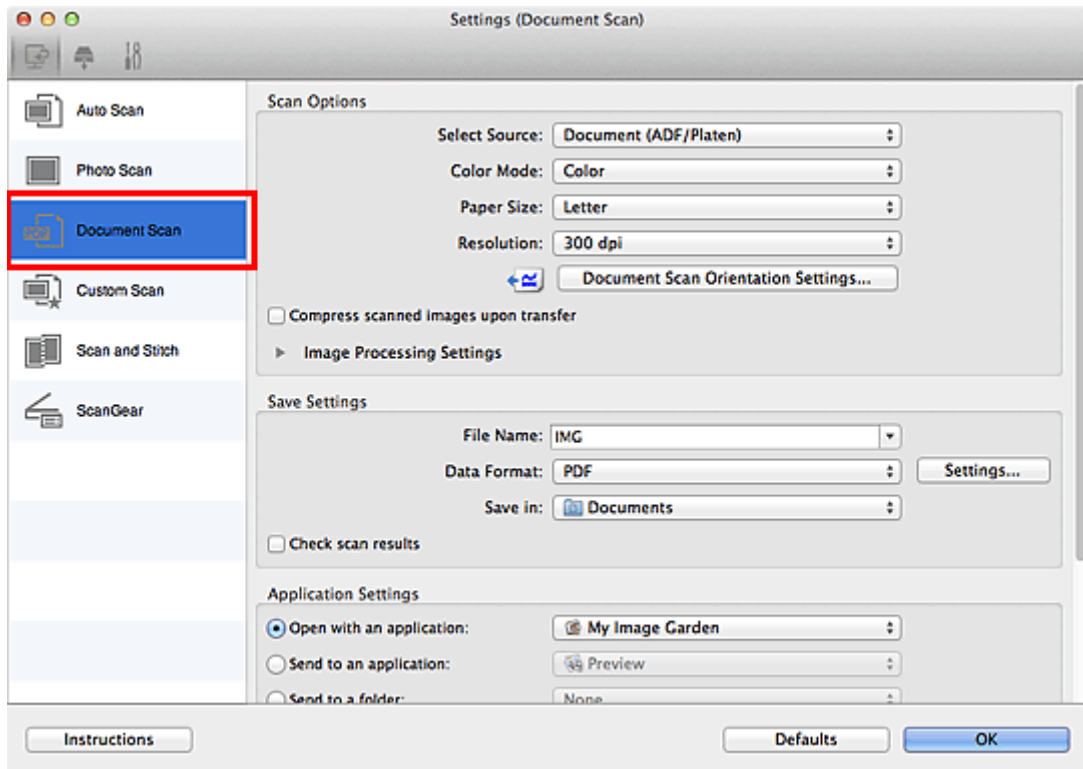 Settings (Document Scan)
Auto Scan
Photo Scan
PDF
Document Scan
Custom Scan
Scan and Stitch
ScanGear
Scan Options
Select Source: Document (ADF/Platen)
Color Mode: Color
Paper Size: Letter
Resolution: 300 dpi
Document Scan Orientation Settings...
Compress scanned images upon transfer
Image Processing Settings
Save Settings
File Name: IMG
Data Format: PDF Settings...
Save in: Documents
Check scan results
Application Settings
Open with an application: My Image Garden
Send to an application: Preview
Send to a folder: None
Instructions Defaults OK